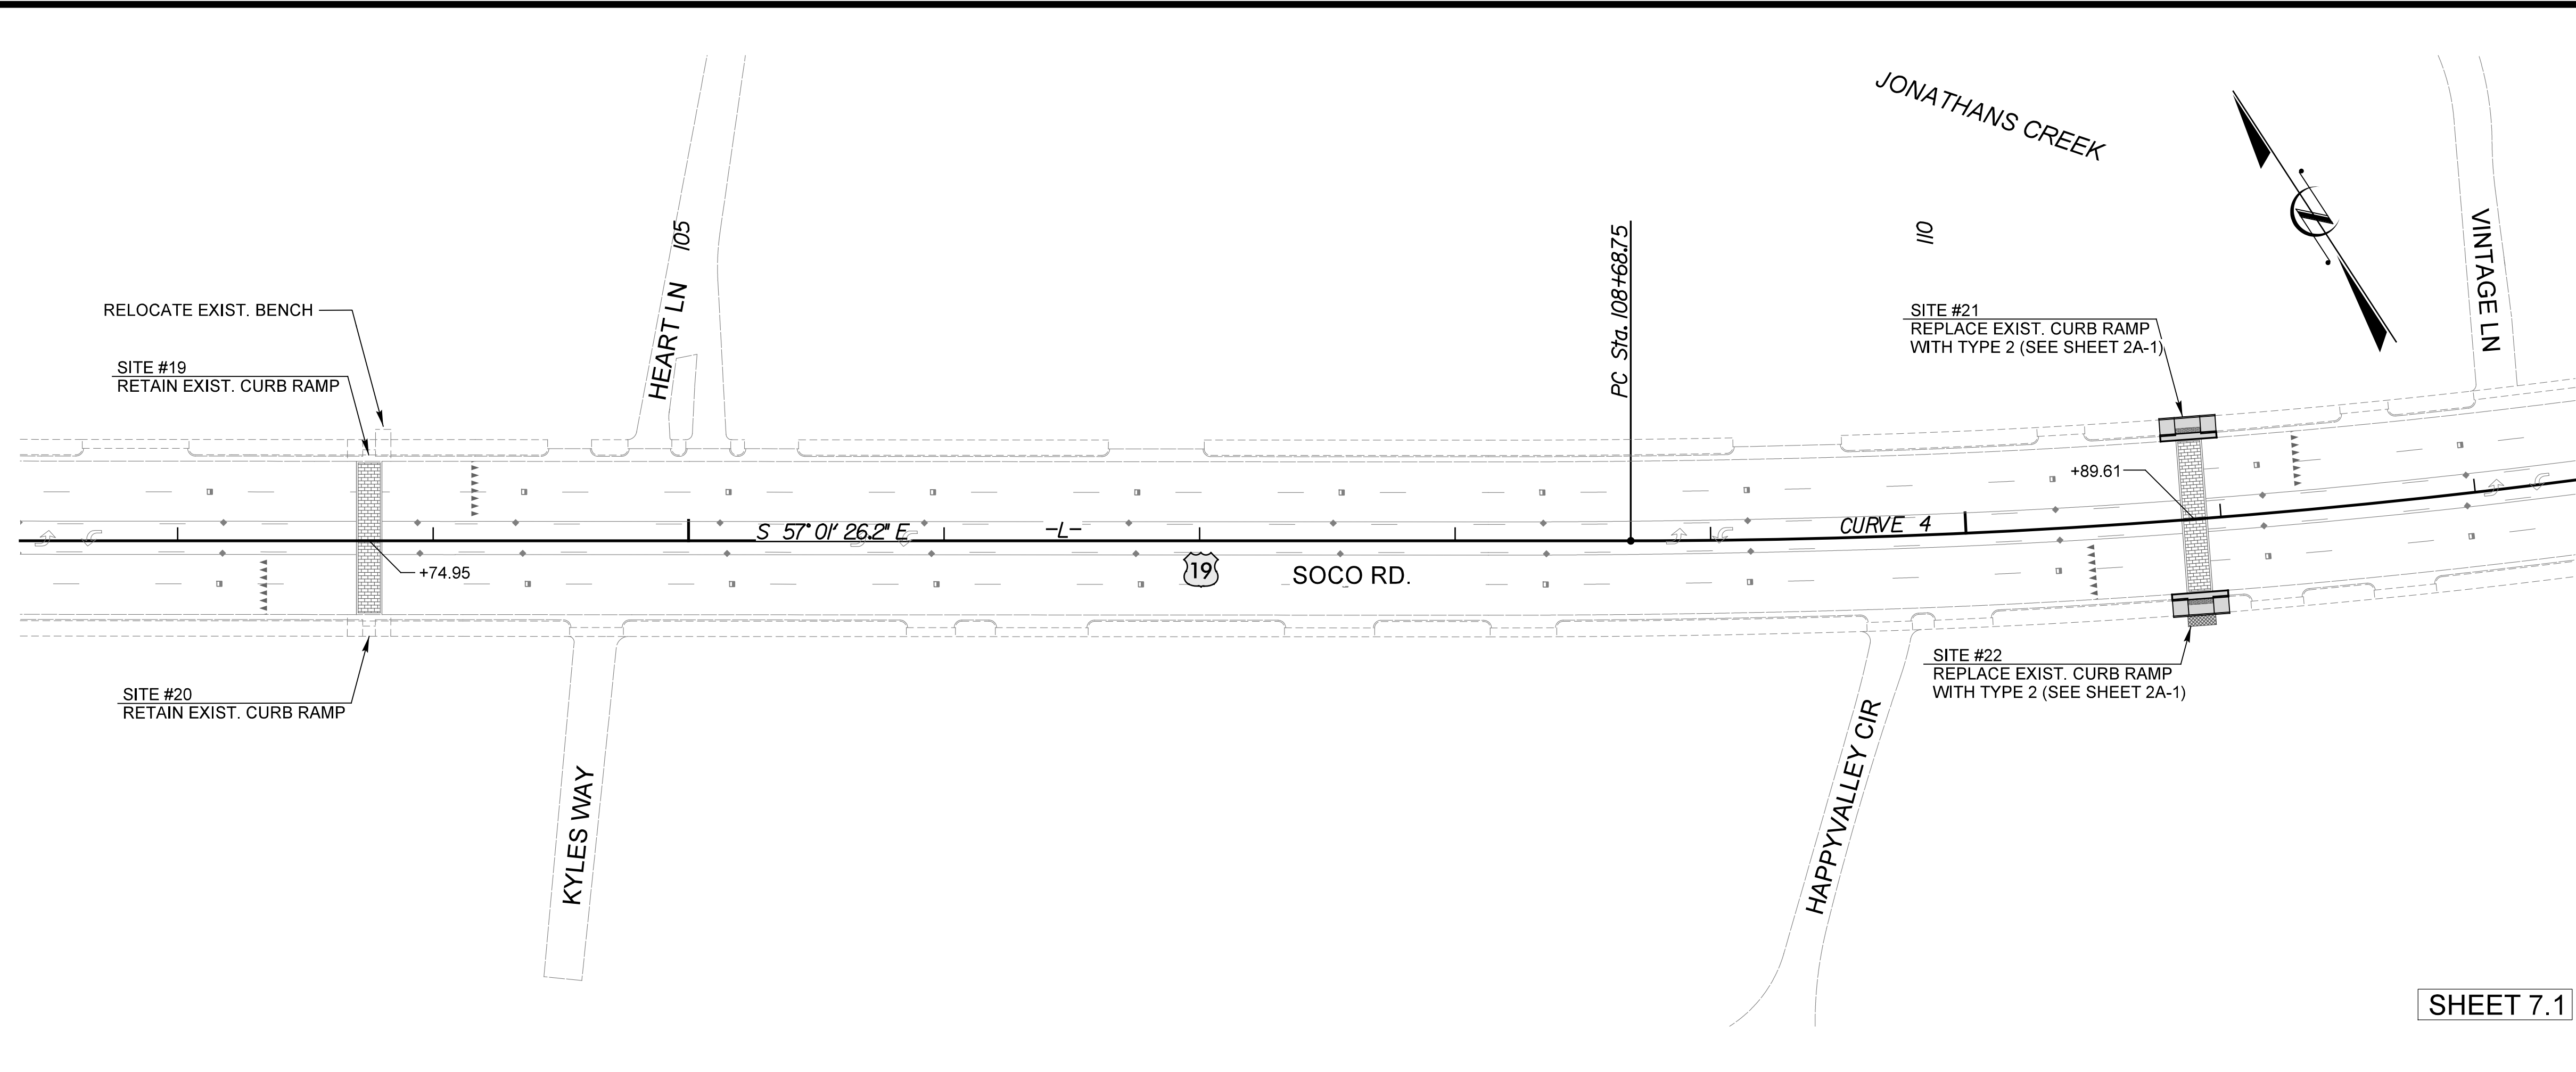 JONATHANS CREEK
HEART LN
105
PC Sta. 108+68.75
110
VINTAGE LN
RELOCATE EXIST. BENCH
SITE #19
RETAIN EXIST. CURB RAMP
SITE #21
REPLACE EXIST. CURB RAMP
WITH TYPE 2 (SEE SHEET 2A-1)
+89.61
S 57° 01' 26.2" E
-L-
CURVE 4
+74.95
19
SOCO RD.
SITE #20
RETAIN EXIST. CURB RAMP
SITE #22
REPLACE EXIST. CURB RAMP
WITH TYPE 2 (SEE SHEET 2A-1)
KYLES WAY
HAPPYVALLEY CIR
SHEET 7.1